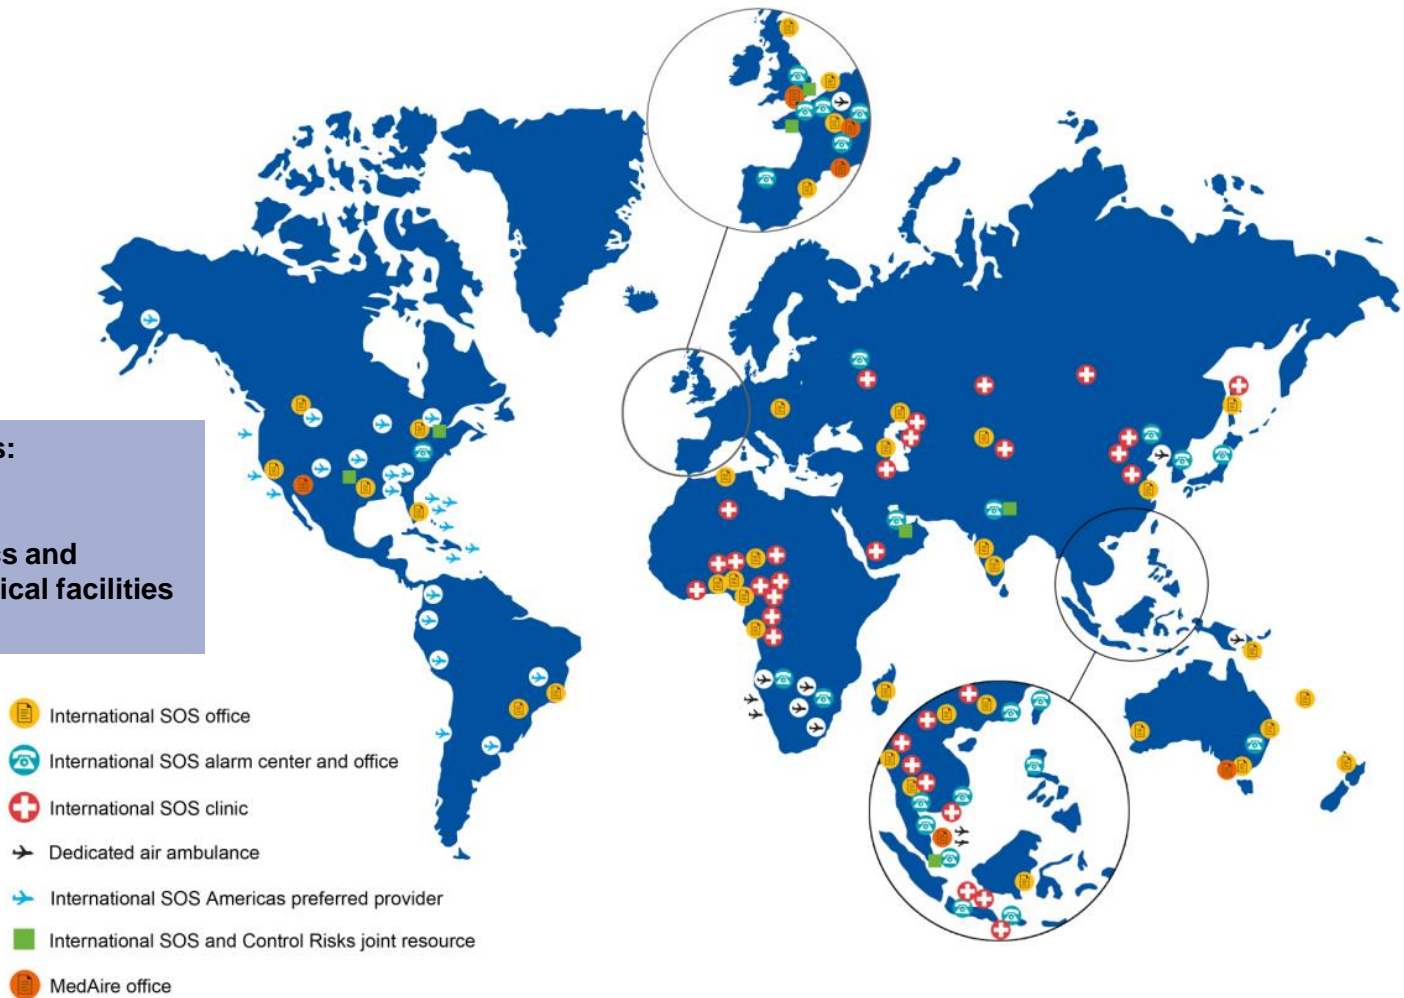 s:
cs and
ical facilities
International SOS office
International SOS alarm center and office
International SOS clinic
Dedicated air ambulance
International SOS Americas preferred provider
International SOS and Control Risks joint resource
MedAire office